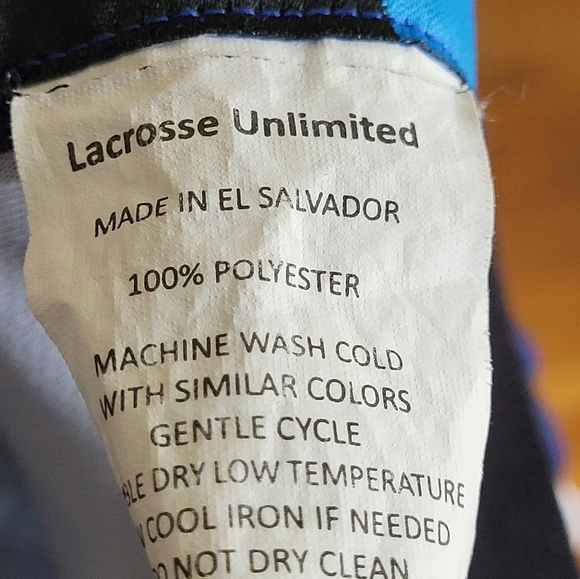 Lacrosse Unlimited
MADE IN EL SALVADOR
100% POLYESTER
MACHINE WASH COLD
WITH SIMILAR COLORS
GENTLE CYCLE
DRY LOW TEMPERATURE
COOL IRON IF NEEDED
NOT DRY CLEAN